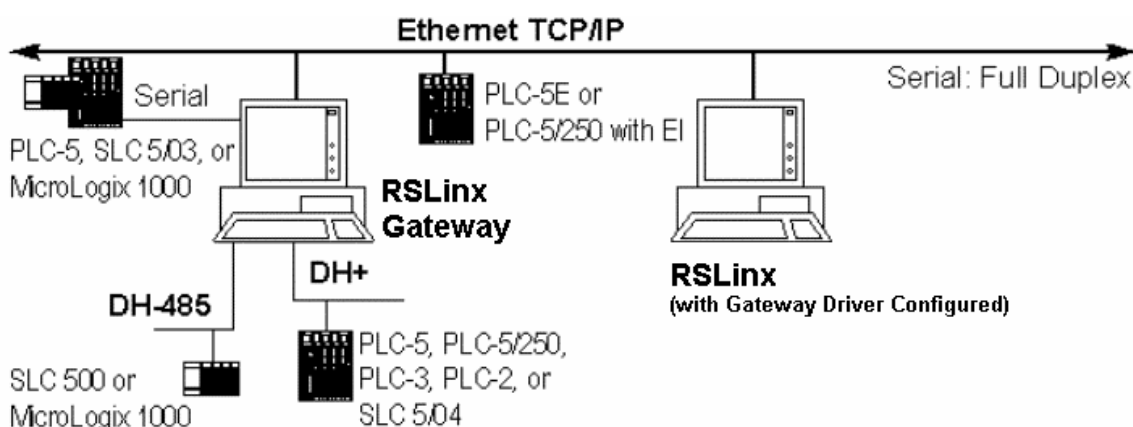 Ethernet TCP/IP
Serial: Full Duplex
Serial
PLC-5, SLC 5/03, or
MicroLogix 1000
PLC-5E or
PLC-5/250 with EI
RSLinx
Gateway
RSLinx
(with Gateway Driver Configured)
DH+
DH-485
SLC 500 or
MicroLogix 1000
PLC-5, PLC-5/250,
PLC-3, PLC-2, or
SLC 5/04